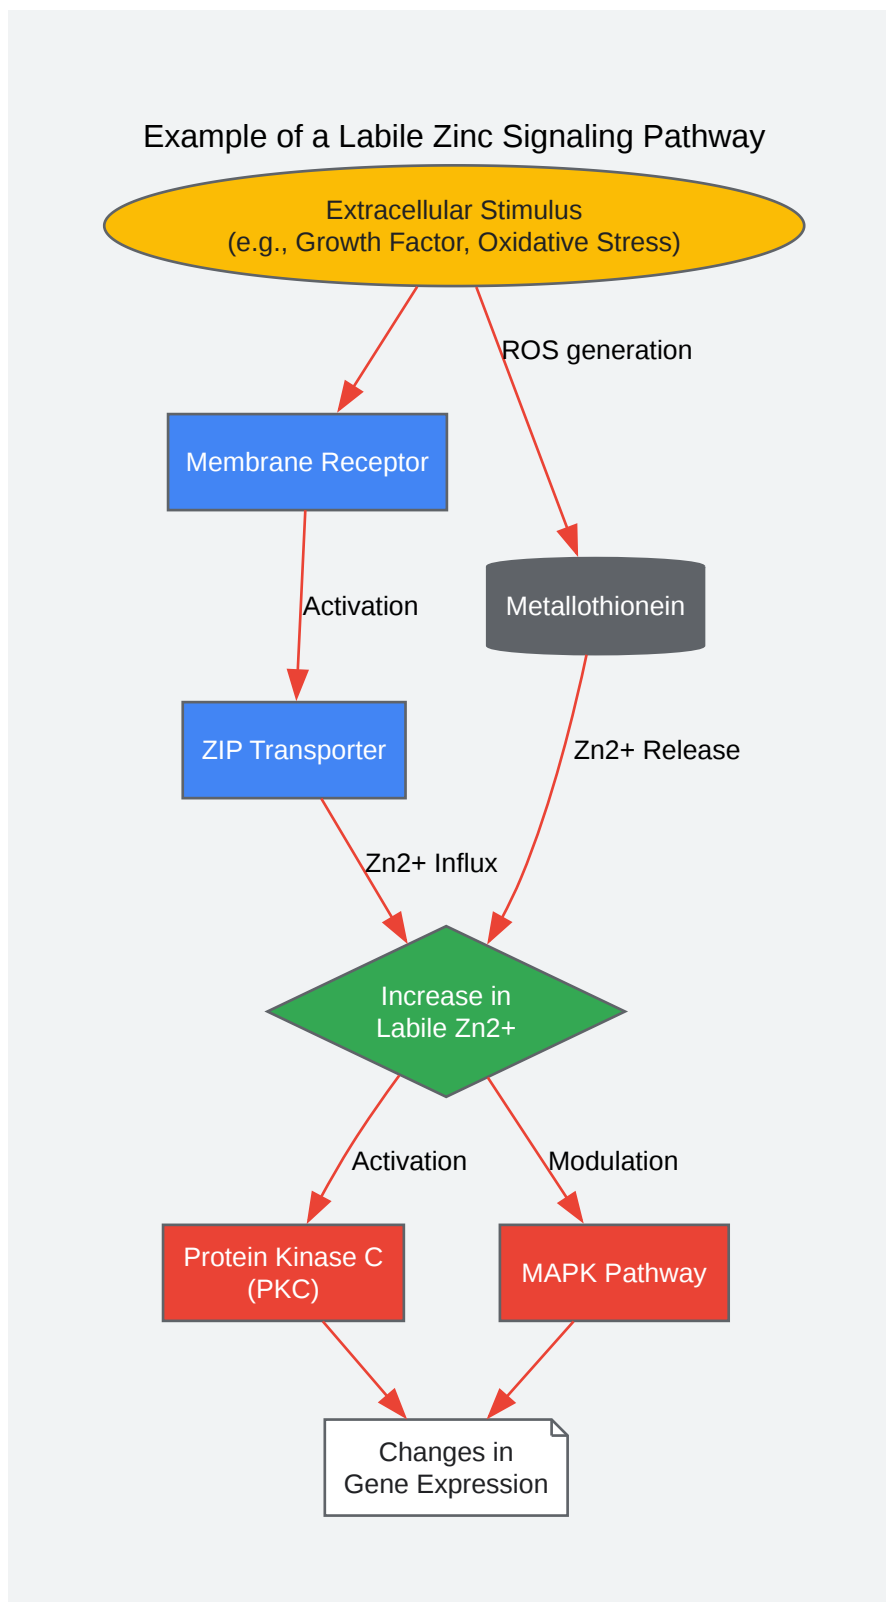 Example of a Labile Zinc Signaling Pathway
Extracellular Stimulus
(e.g., Growth Factor, Oxidative Stress)
ROS generation
Membrane Receptor
Activation
Metallothionein
ZIP Transporter
Zn2+ Release
Zn2+ Influx
Increase in
Labile Zn2+
Activation
Modulation
Protein Kinase C
(PKC)
MAPK Pathway
Changes in
Gene Expression